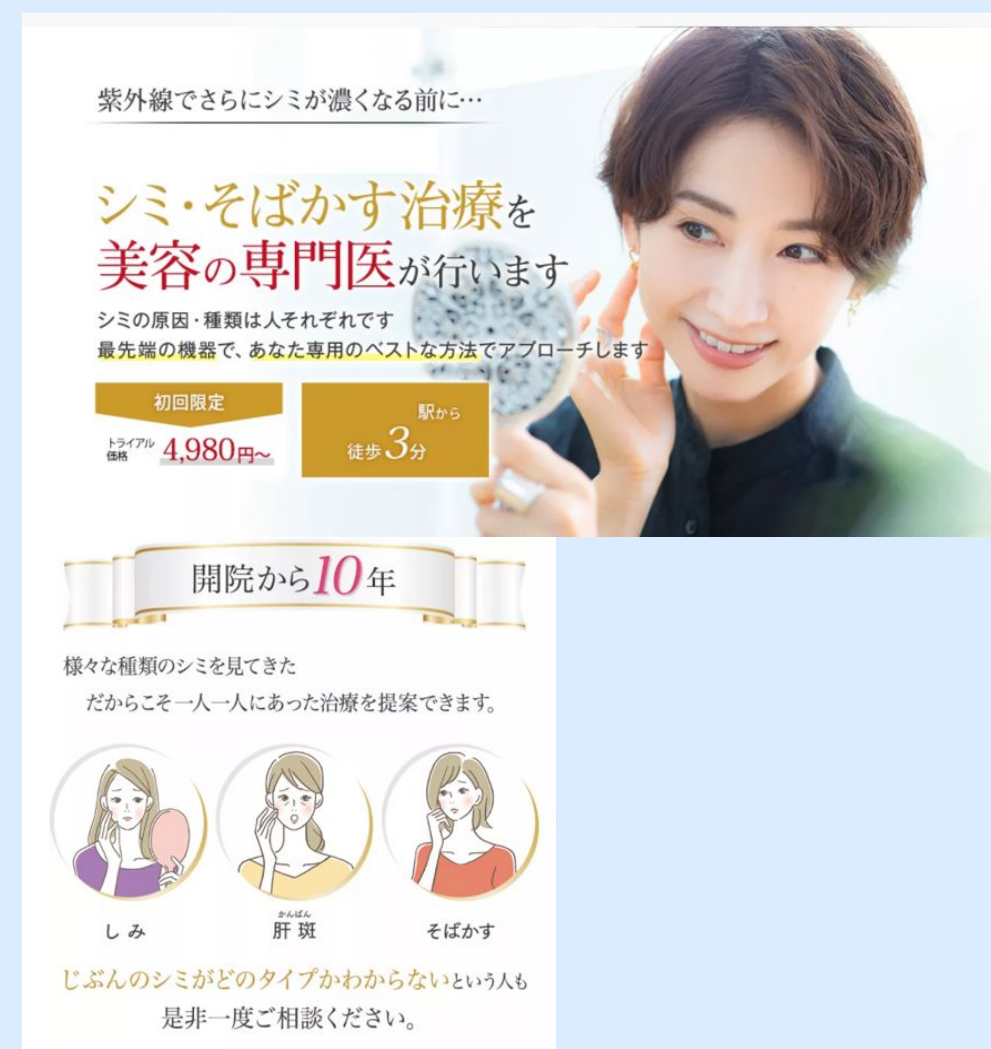 紫外線でさらにシミが濃くなる前に…
シミ・そばかす治療を
美容の専門医が行います
シミの原因・種類は人それぞれです
最先端の機器で、あなた専用のベストな方法でアプローチします
初回限定
トライアル
価格 4,980円～
駅から
徒歩3分
開院から10年
様々な種類のシミを見てきた
だからこそ一人一人にあった治療を提案できます。
しみ
かんぱん
肝斑
そばかす
じぶんのシミがどのタイプかわからないという人も
是非一度ご相談ください。